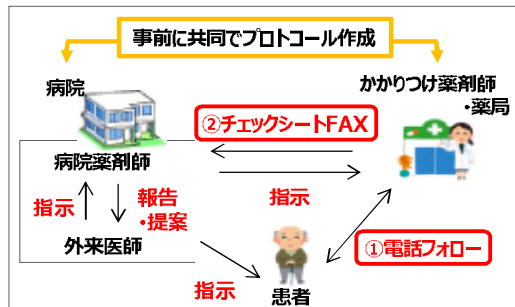 事前に共同でプロトコール作成
病院
かかりつけ薬剤師
・薬局
②チェックシートFAX
病院薬剤師
指示
報告
・提案
指示
外来医師
①電話フォロー
指示
患者